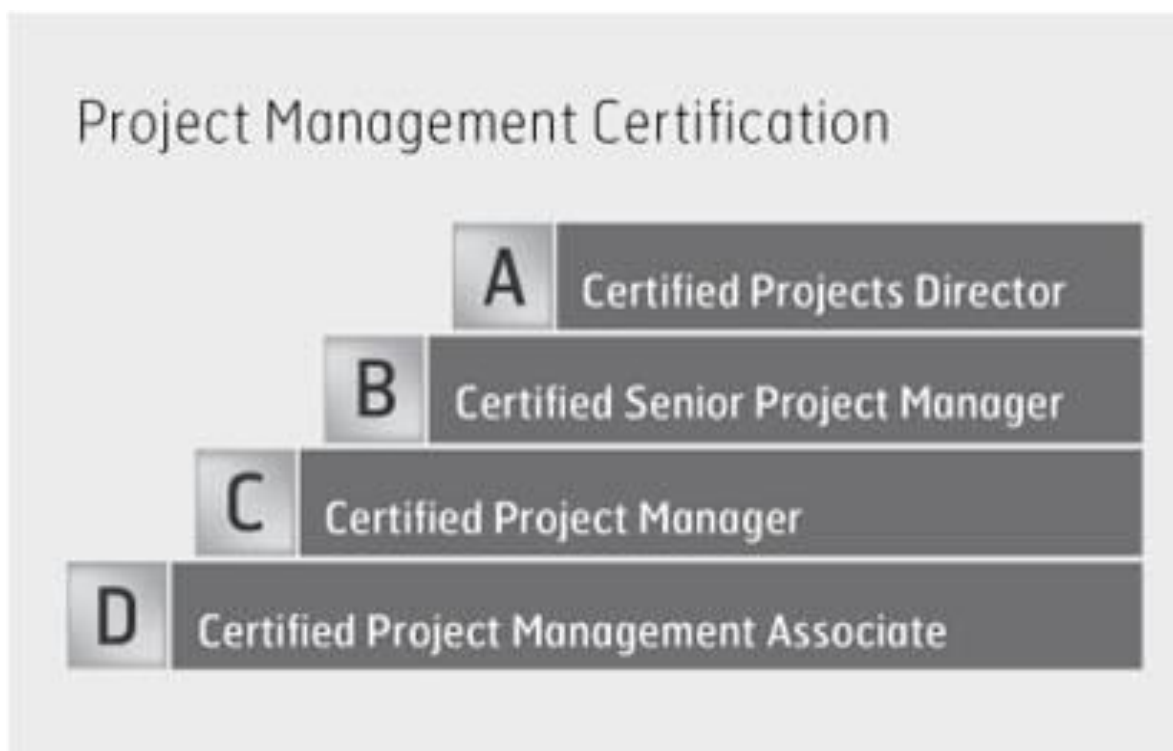 Project Management Certification
A Certified Projects Director
B Certified Senior Project Manager
C Certified Project Manager
D Certified Project Management Associate